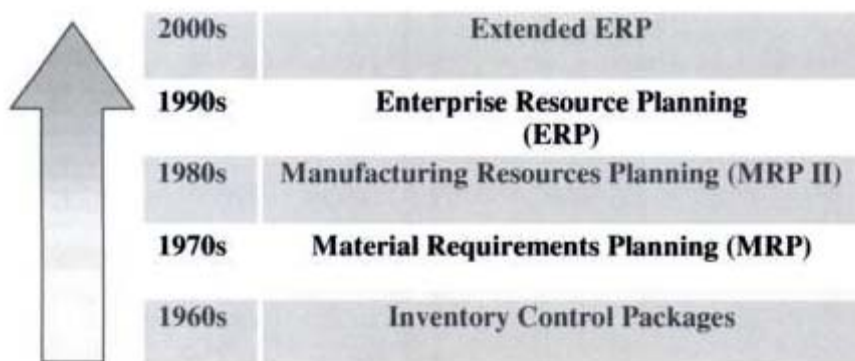 2000s Extended ERP
1990s Enterprise Resource Planning
(ERP)
1980s Manufacturing Resources Planning (MRP II)
1970s Material Requirements Planning (MRP)
1960s Inventory Control Packages